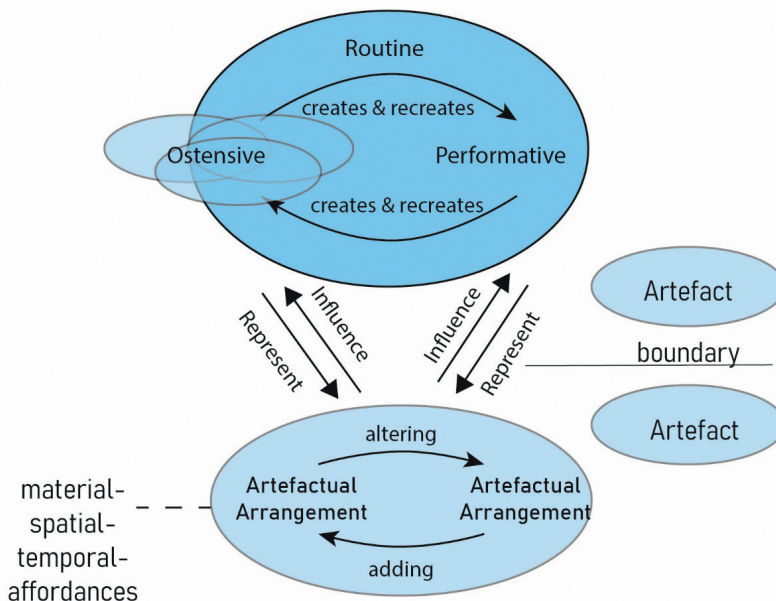 Routine
creates & recreates
Ostensive
Performative
creates & recreates
Represent
Influence
Influence
Represent
Artefact
boundary
Artefact
altering
Artefactual
Arrangement
Artefactual
Arrangement
adding
material-
spatial-
temporal-
affordances